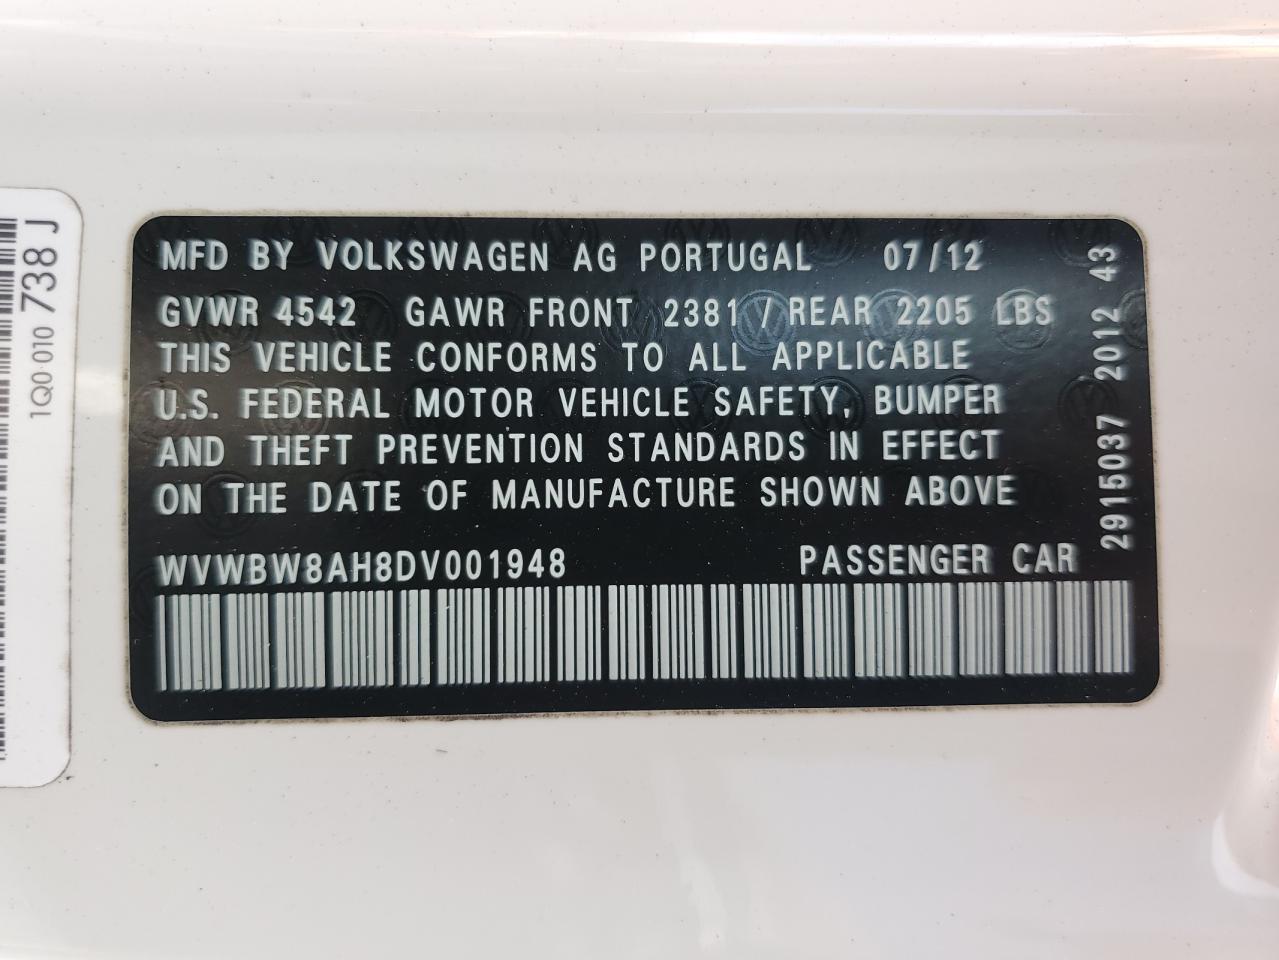 MFD BY VOLKSWAGEN AG PORTUGAL 07/12
GVWR 4542 GAWR FRONT 2381 / REAR 2205 LBS
THIS VEHICLE CONFORMS TO ALL APPLICABLE
U.S. FEDERAL MOTOR VEHICLE SAFETY, BUMPER
AND THEFT PREVENTION STANDARDS IN EFFECT
ON THE DATE OF MANUFACTURE SHOWN ABOVE
WVWBW8AH8DV001948 PASSENGER CAR
2915037 2012 43
1Q0 010 738 J